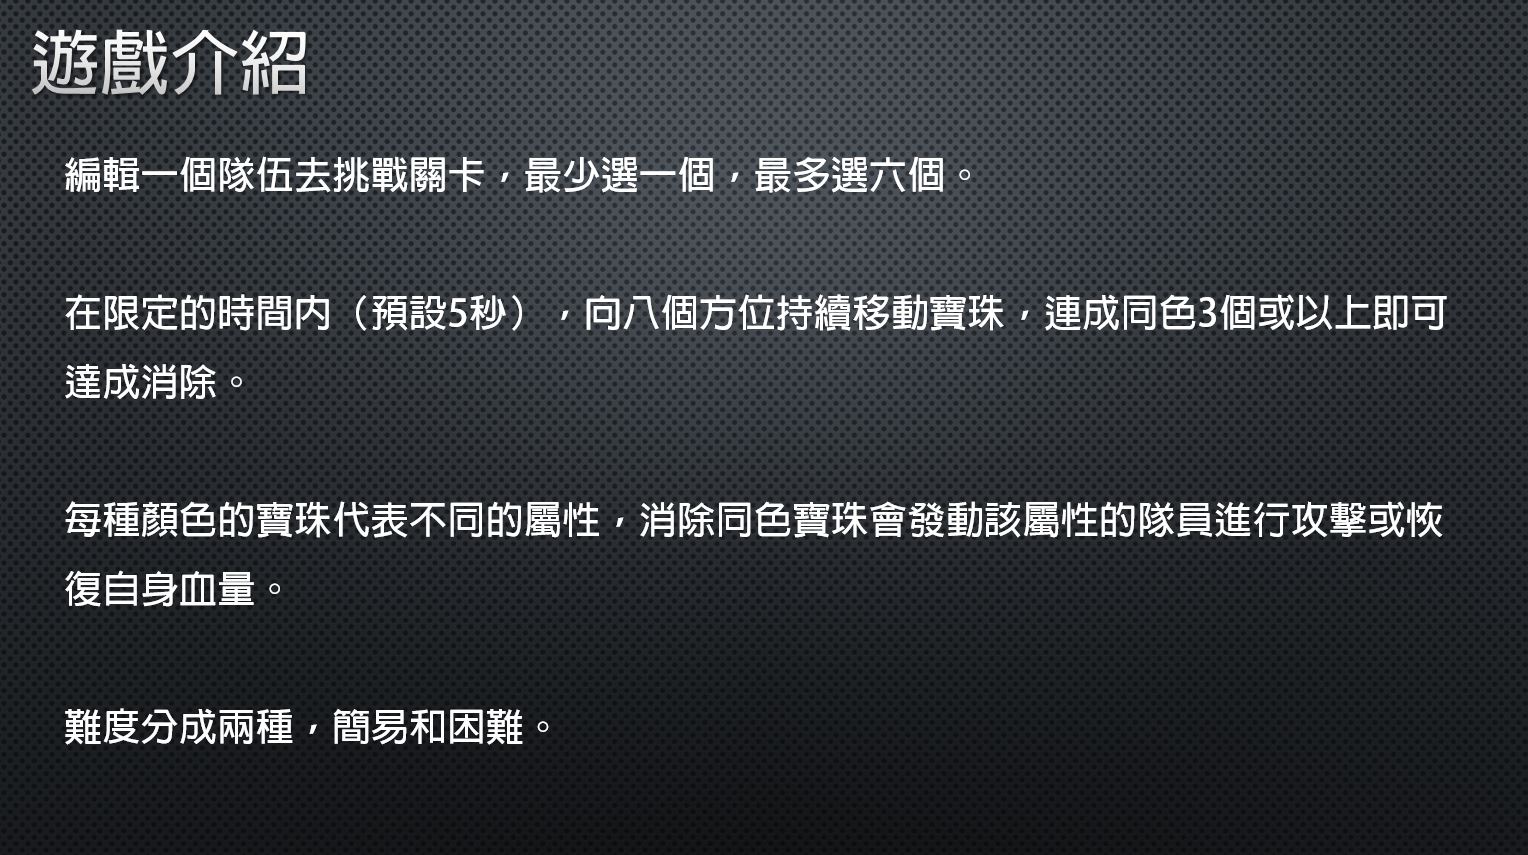 遊戲介紹
編輯一個隊伍去挑戰關卡，最少選一個，最多選六個。
在限定的時間內（預設5秒），向八個方位持續移動寶珠，連成同色3個或以上即可
達成消除。
每種顏色的寶珠代表不同的屬性，消除同色寶珠會發動該屬性的隊員進行攻擊或恢
復自身血量。
難度分成兩種，簡易和困難。